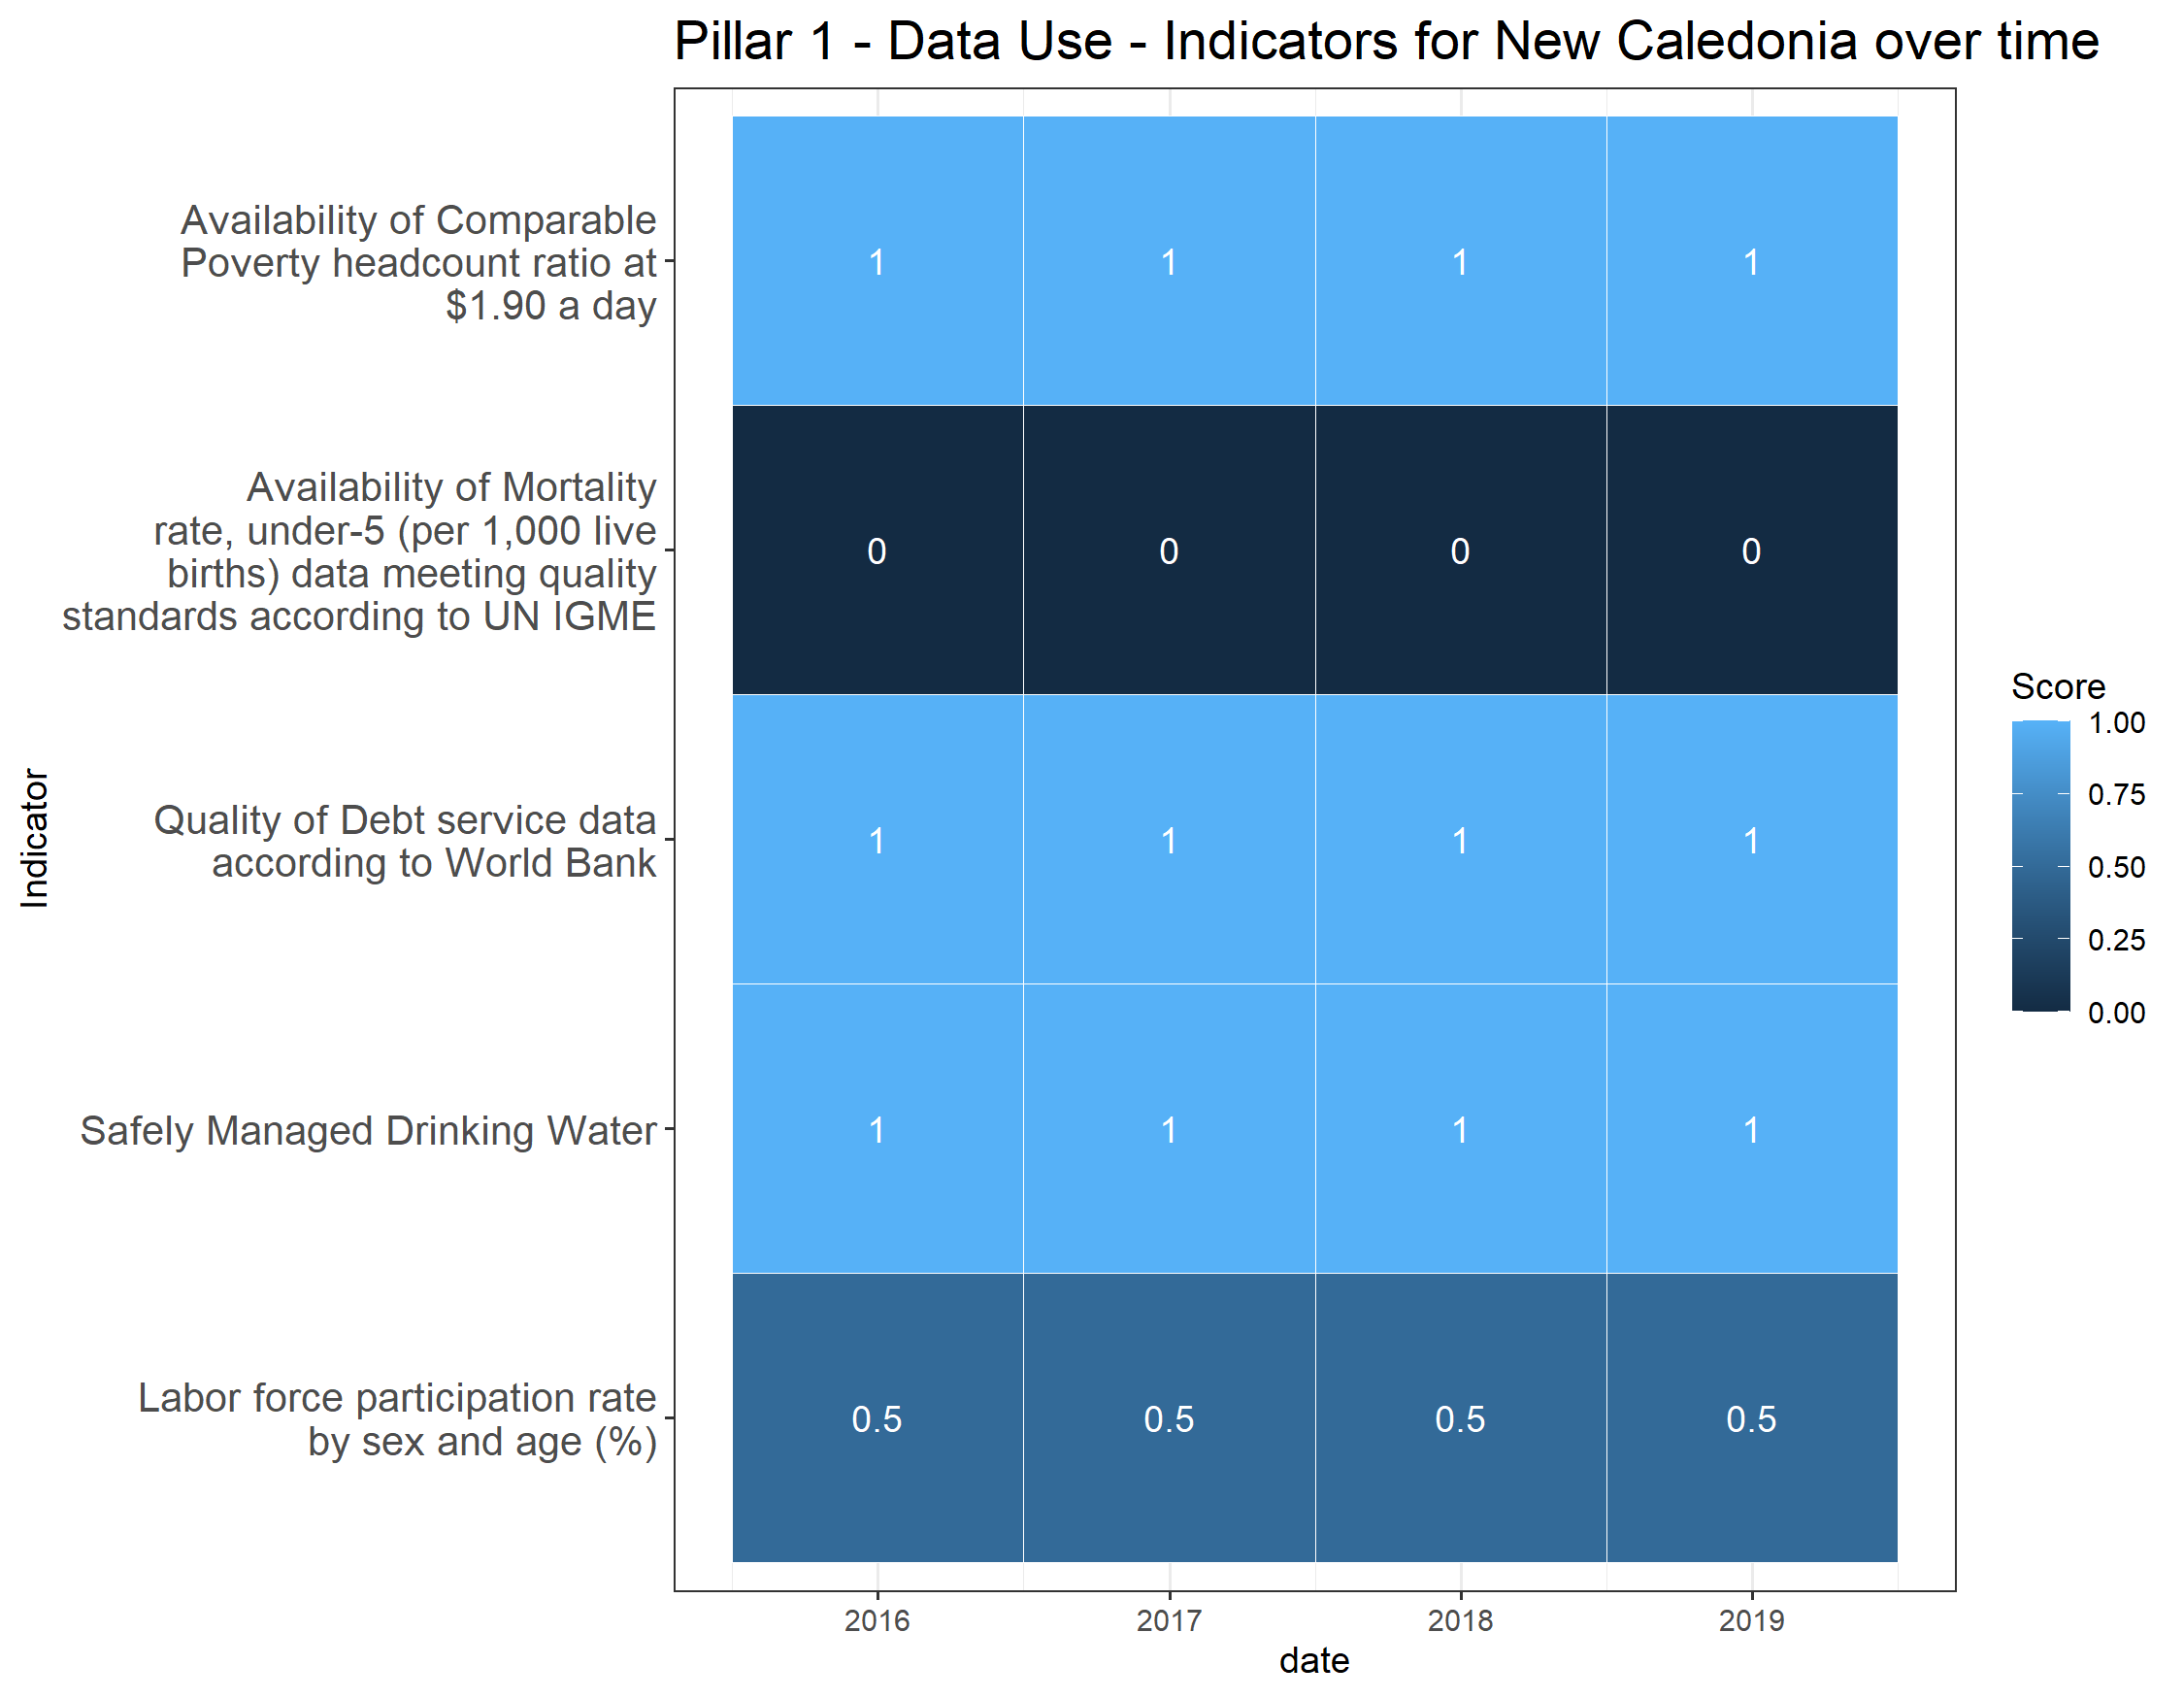 Pillar 1 - Data Use - Indicators for New Caledonia over time
Availability of Comparable
Poverty headcount ratio at
$1.90 a day
1 1 1 1
Availability of Mortality
rate, under-5 (per 1,000 live
births) data meeting quality
standards according to UN IGME
0 0 0 0
Quality of Debt service data
according to World Bank
1 1 1 1
Safely Managed Drinking Water
1 1 1 1
Labor force participation rate
by sex and age (%)
0.5 0.5 0.5 0.5
Indicator
2016 2017 2018 2019
date
Score
1.00
0.75
0.50
0.25
0.00